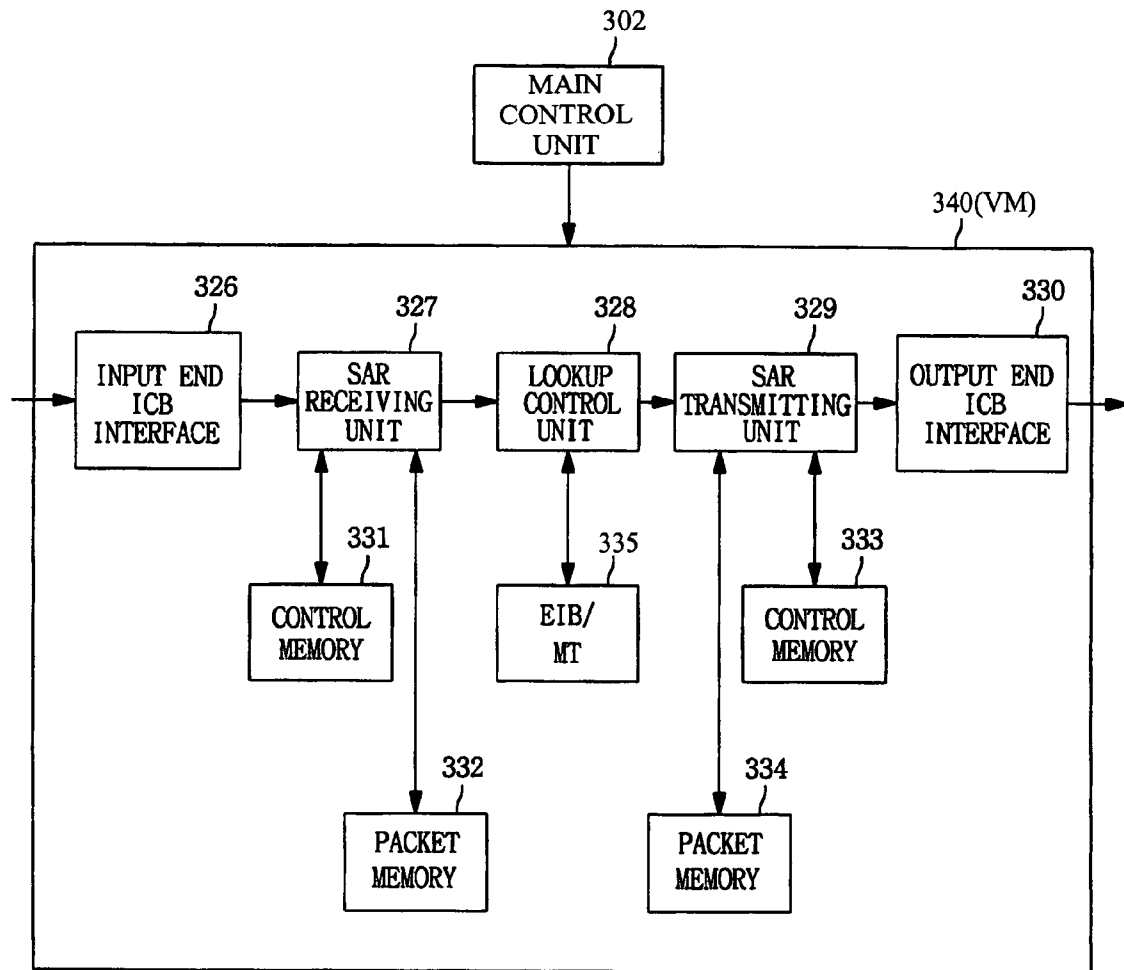 302
MAIN
CONTROL
UNIT
340(VM)
326
INPUT END
ICB
INTERFACE
327
SAR
RECEIVING
UNIT
328
LOOKUP
CONTROL
UNIT
329
SAR
TRANSMITTING
UNIT
330
OUTPUT END
ICB
INTERFACE
331
CONTROL
MEMORY
335
EIB/
MT
333
CONTROL
MEMORY
332
PACKET
MEMORY
334
PACKET
MEMORY